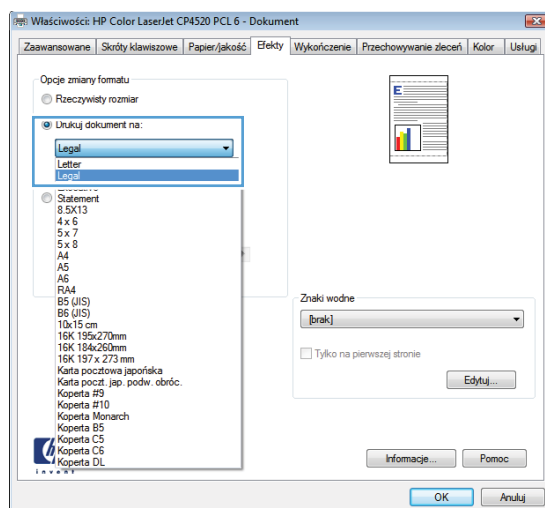 Właściwości: HP Color LaserJet CP4520 PCL 6 - Dokument
Zaawansowane Skróty klawiszowe Papier/jakość Efekty Wykończenie Przechowywanie zleceń Kolor Usługi
Opcje zmiany formatu
Rzeczywisty rozmiar
Drukuj dokument na:
Legal
Letter
Legal
Executive
Statement
8.5X13
4 x 6
5 x 7
5 x 8
A4
A5
A6
RA4
B5 (JIS)
B6 (JIS)
10x15 cm
16K 195x270mm
16K 184x260mm
16K 197 x 273 mm
Karta pocztowa japońska
Karta poczt. jap. podw. obróc.
Koperta #9
Koperta #10
Koperta Monarch
Koperta B5
Koperta C5
Koperta C6
Koperta DL
E
Znaki wodne
[brak]
Tylko na pierwszej stronie
Edytuj...
invent
Informacje... Pomoc
OK Anuluj